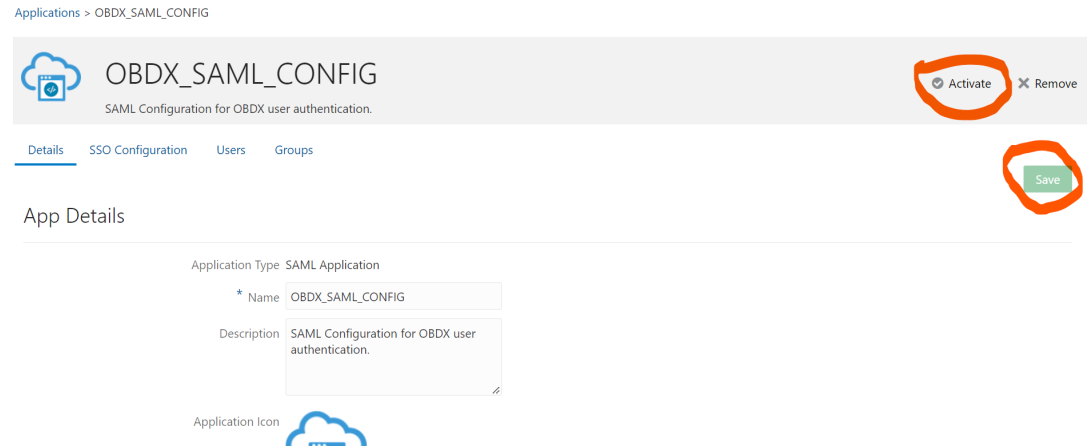 Applications > OBDX_SAML_CONFIG
OBDX_SAML_CONFIG
SAML Configuration for OBDX user authentication.
Activate
Remove
Details
SSO Configuration
Users
Groups
Save
App Details
Application Type SAML Application
* Name OBDX_SAML_CONFIG
Description SAML Configuration for OBDX user
authentication.
Application Icon